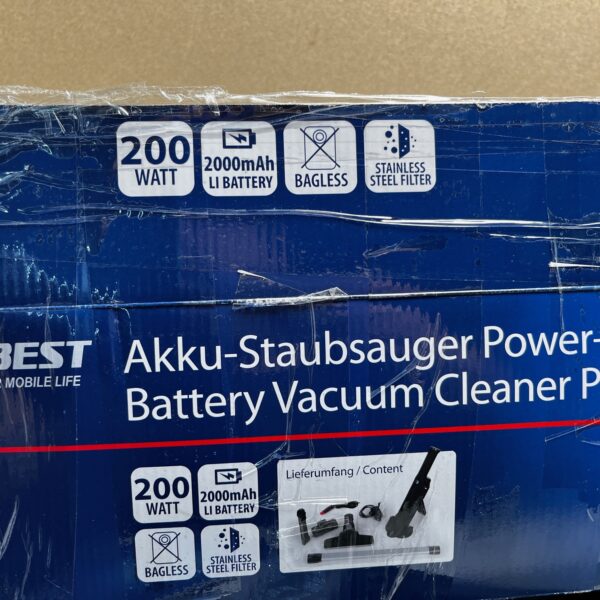 200
WATT
2000mAh
LI BATTERY
BAGLESS
STAINLESS
STEEL FILTER
BEST
MOBILE LIFE
Akku-Staubsauger Power-
Battery Vacuum Cleaner P
200
WATT
2000mAh
LI BATTERY
BAGLESS
STAINLESS
STEEL FILTER
Lieferumfang / Content